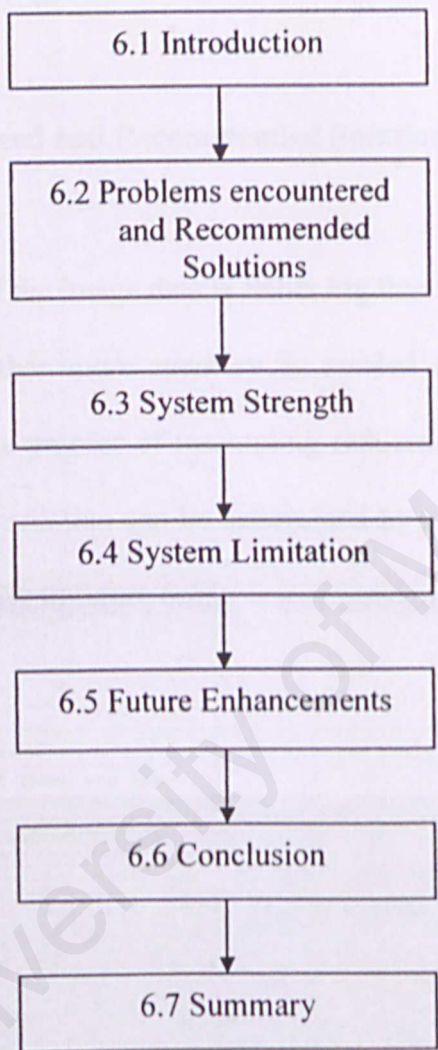 6.1 Introduction
6.2 Problems encountered
and Recommended
Solutions
6.3 System Strength
6.4 System Limitation
6.5 Future Enhancements
6.6 Conclusion
6.7 Summary